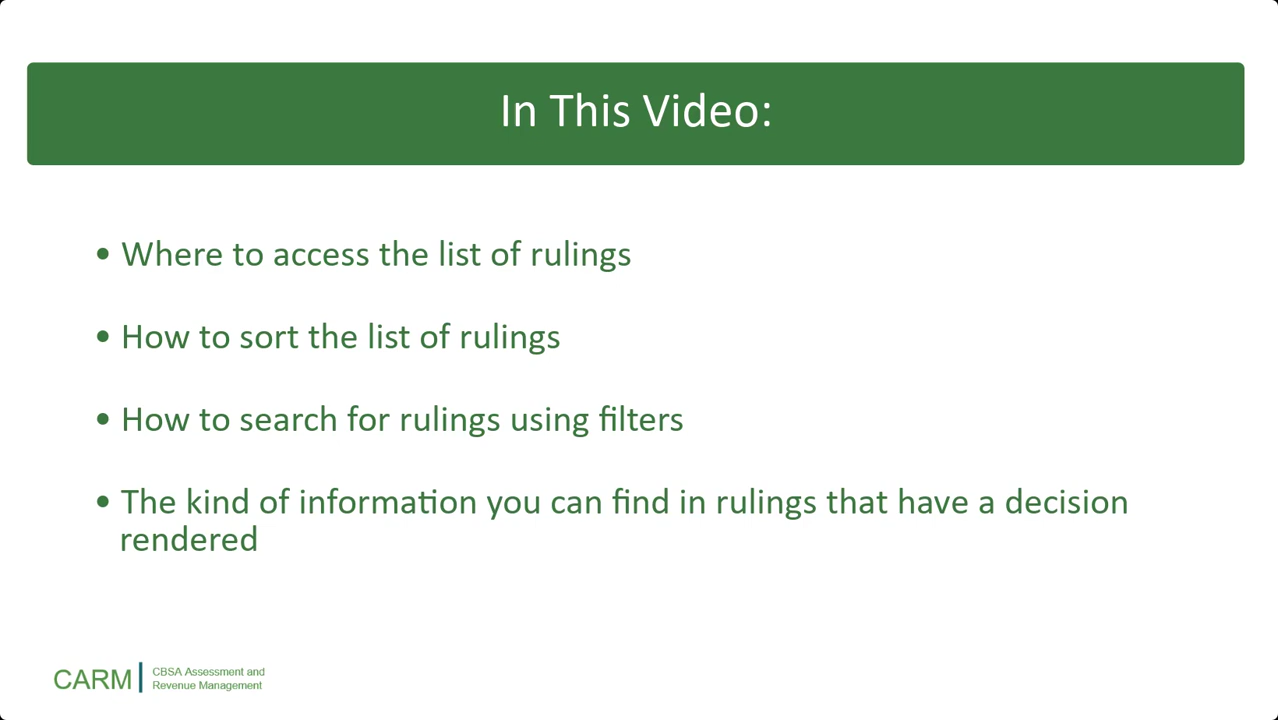 In This Video:
• Where to access the list of rulings
• How to sort the list of rulings
• How to search for rulings using filters
• The kind of information you can find in rulings that have a decision
rendered
CARM
CBSA Assessment and
Revenue Management